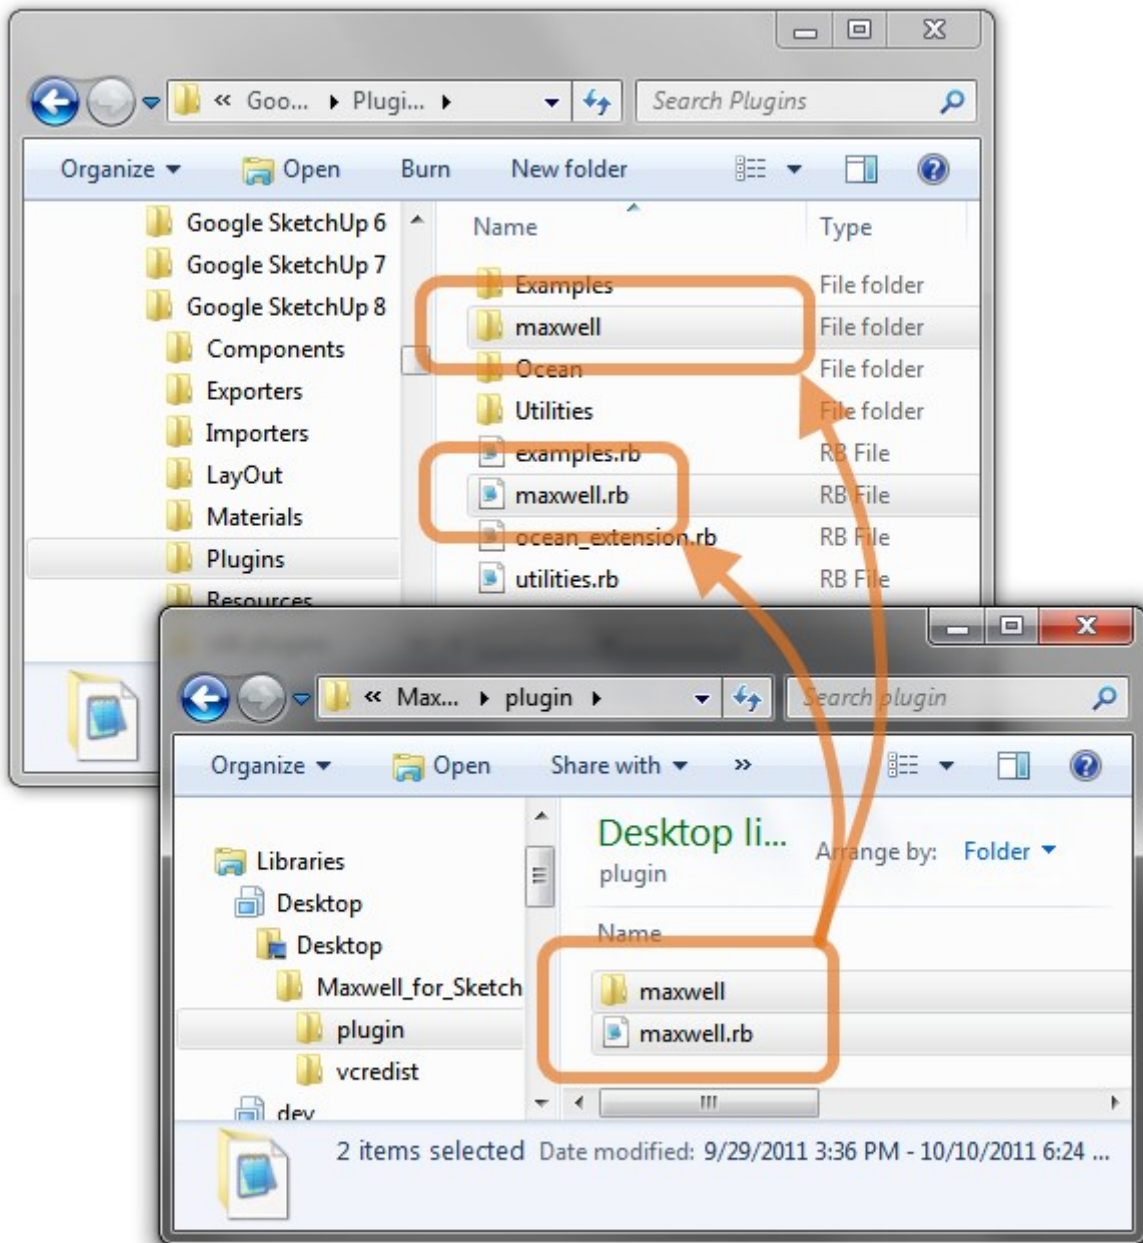 « Goo... Plugi...
Search Plugins
Organize Open Burn New folder
Google SketchUp 6
Google SketchUp 7
Google SketchUp 8
Components
Exporters
Importers
LayOut
Materials
Plugins
Resources
Name Type
Examples File folder
maxwell File folder
Ocean File folder
Utilities File folder
examples.rb RB File
maxwell.rb RB File
ocean_extension.rb RB File
utilities.rb RB File
« Max... plugin
Search plugin
Organize Open Share with »
Libraries
Desktop
Desktop
Maxwell_for_Sketch
plugin
vcredist
dev
Desktop li...
plugin
Arrange by: Folder
Name
maxwell
maxwell.rb
2 items selected Date modified: 9/29/2011 3:36 PM - 10/10/2011 6:24 ...